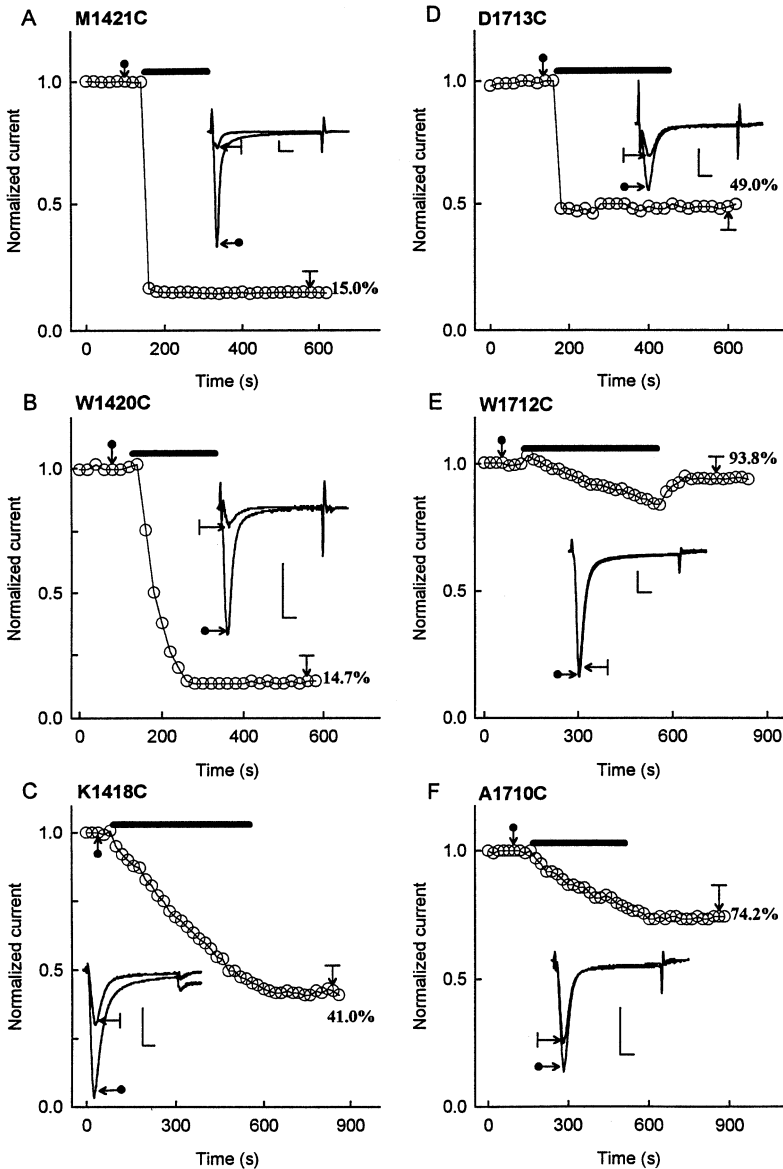 A
M1421C
Normalized current
1.0
0.5
0.0
15.0%
0 200 400 600
Time (s)
B
W1420C
Normalized current
1.0
0.5
0.0
14.7%
0 200 400 600
Time (s)
C
K1418C
Normalized current
1.0
0.5
0.0
41.0%
0 300 600 900
Time (s)
D
D1713C
Normalized current
1.0
0.5
0.0
49.0%
0 200 400 600
Time (s)
E
W1712C
Normalized current
1.0
0.5
0.0
93.8%
0 300 600 900
Time (s)
F
A1710C
Normalized current
1.0
0.5
0.0
74.2%
0 300 600 900
Time (s)